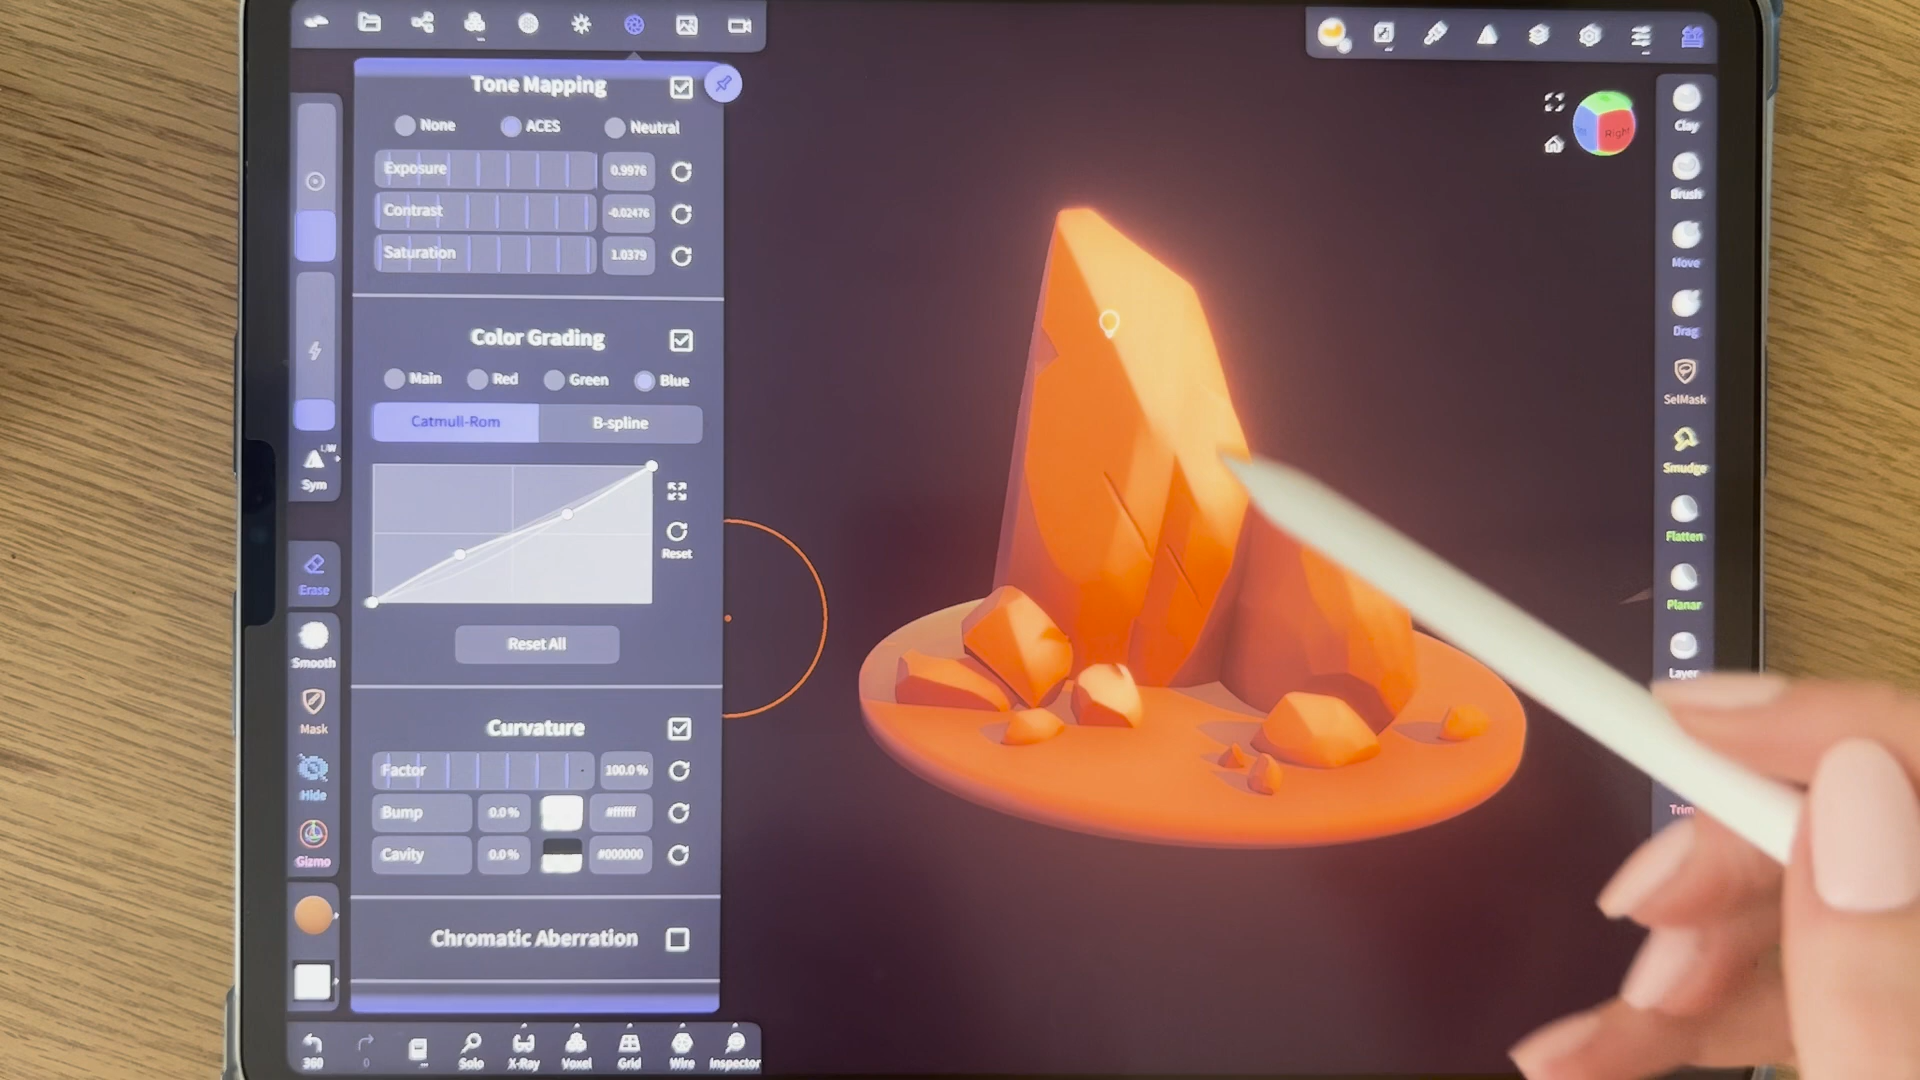 Tone Mapping
None ACES Neutral
Exposure 0.9976
Contrast -0.02476
Saturation 1.0379
Color Grading
Main Red Green Blue
Catmull-Rom B-spline
Reset
Reset All
Curvature
Factor 100.0 %
Bump 0.0 % #ffffff
Cavity 0.0 % #000000
Chromatic Aberration
L/W
Sym
Erase
Smooth
Mask
Hide
Gizmo
360 0 Solo X-Ray Voxel Grid Wire Inspector
Right
Clay
Brush
Move
Drag
SelMask
Smudge
Flatten
Planar
Layer
Trim